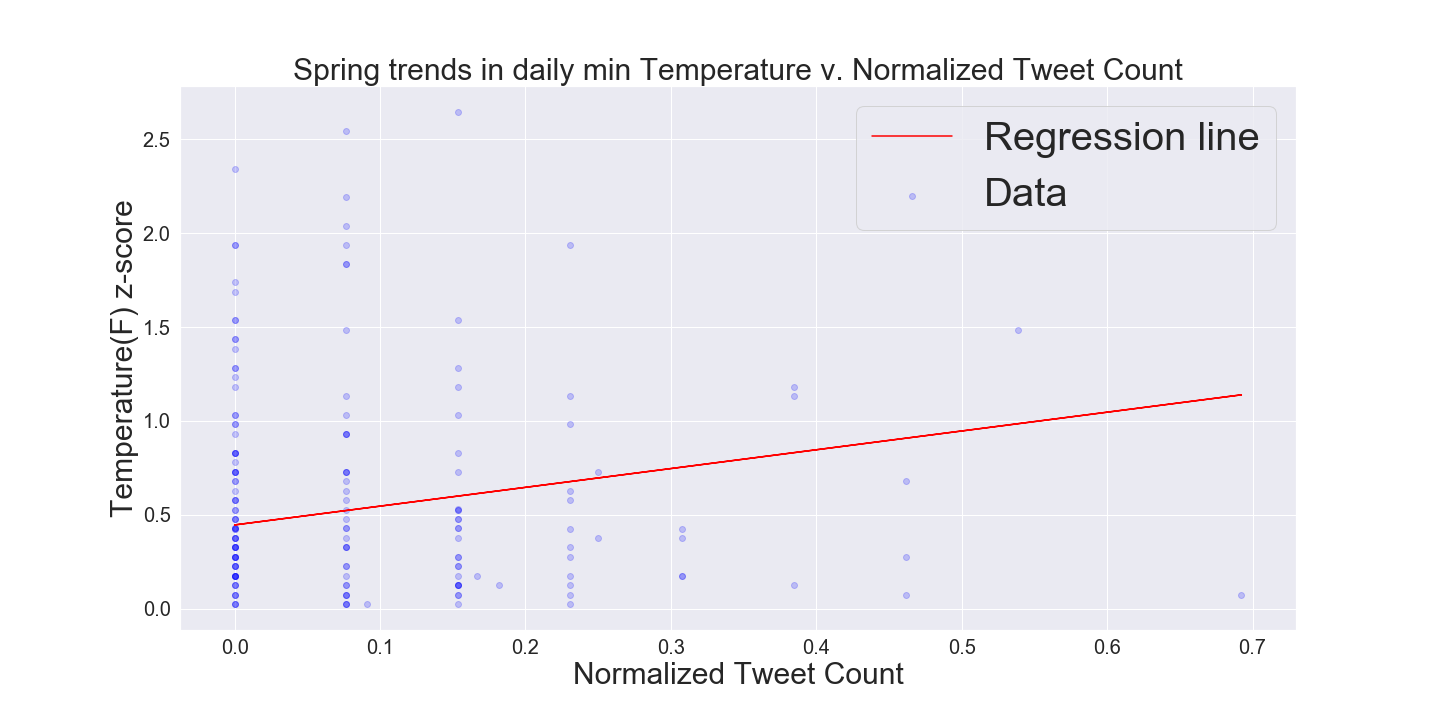 Spring trends in daily min Temperature v. Normalized Tweet Count
Regression line
Data
Temperature(F) z-score
2.5
2.0
1.5
1.0
0.5
0.0
0.0 0.1 0.2 0.3 0.4 0.5 0.6 0.7
Normalized Tweet Count